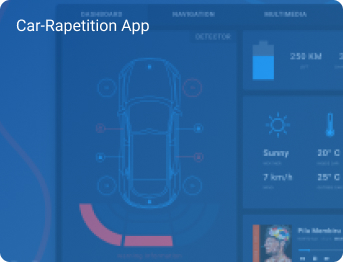 Car-Rapetition App
DASHBOARD NAVIGATION MULTIMEDIA
DETECTOR
250 KM
Sunny 20° C
7 km/h 25° C